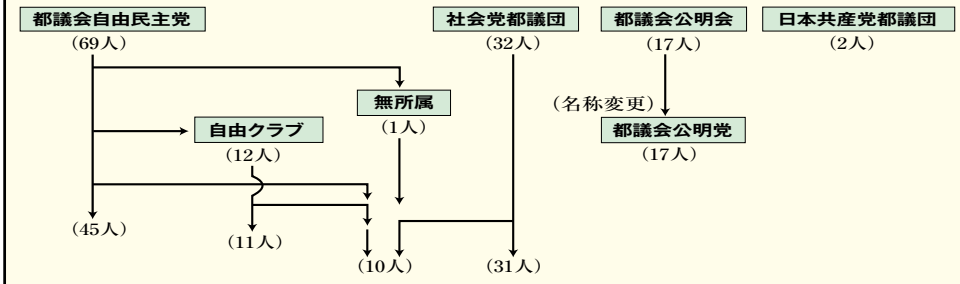 都議会自由民主党
(69人)
社会党都議団
(32人)
都議会公明会
(17人)
日本共産党都議団
(2人)
無所属
(1人)
(名称変更)
自由クラブ
(12人)
都議会公明党
(17人)
(45人)
(11人)
(10人)
(31人)